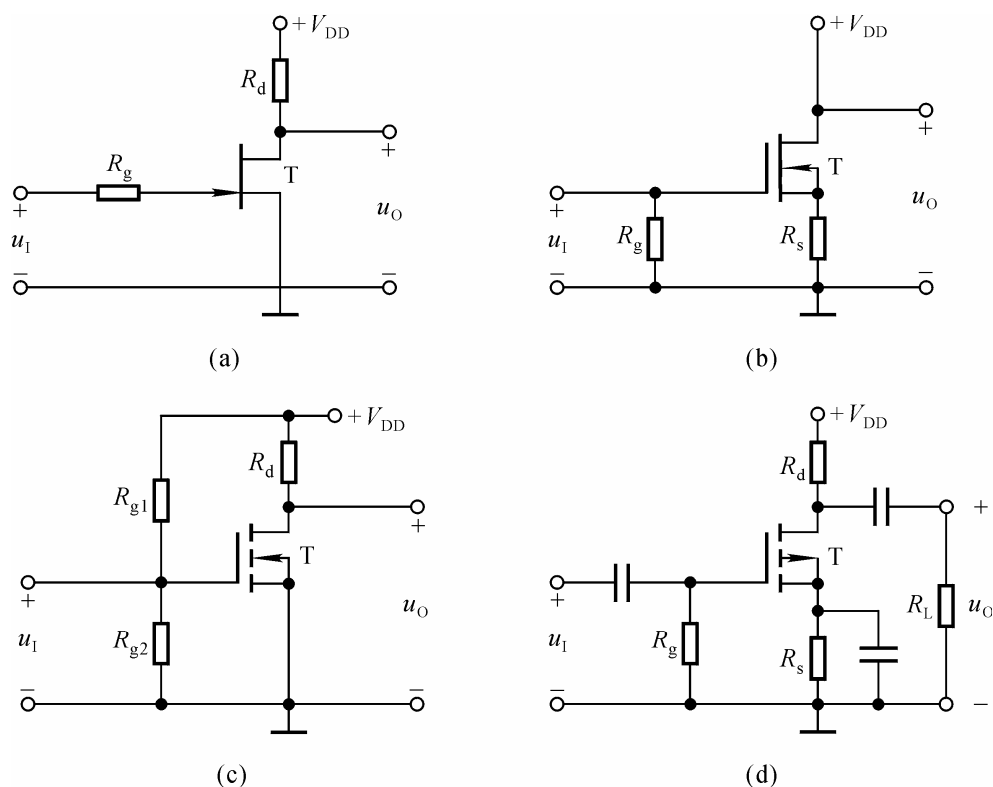 +V_DD
R_d
+
R_g
T
+
u_I
u_O
−
−
(a)
+V_DD
+
T
+
u_I
R_g
R_s
u_O
−
−
(b)
+V_DD
R_d
R_g1
+
T
+
u_I
R_g2
u_O
−
−
(c)
+V_DD
R_d
+
T
+
u_I
R_g
R_s
R_L
u_O
−
−
(d)